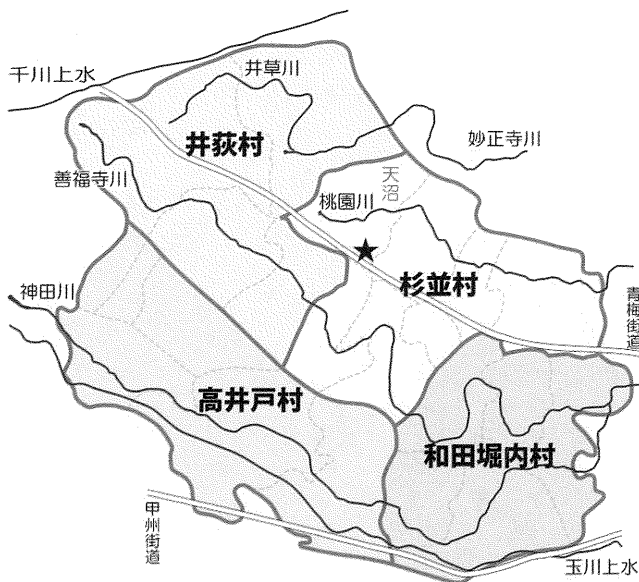 千川上水
井草川
井荻村
妙正寺川
善福寺川
天沼
桃園川
神田川
杉並村
青梅街道
高井戸村
和田堀内村
甲州街道
玉川上水